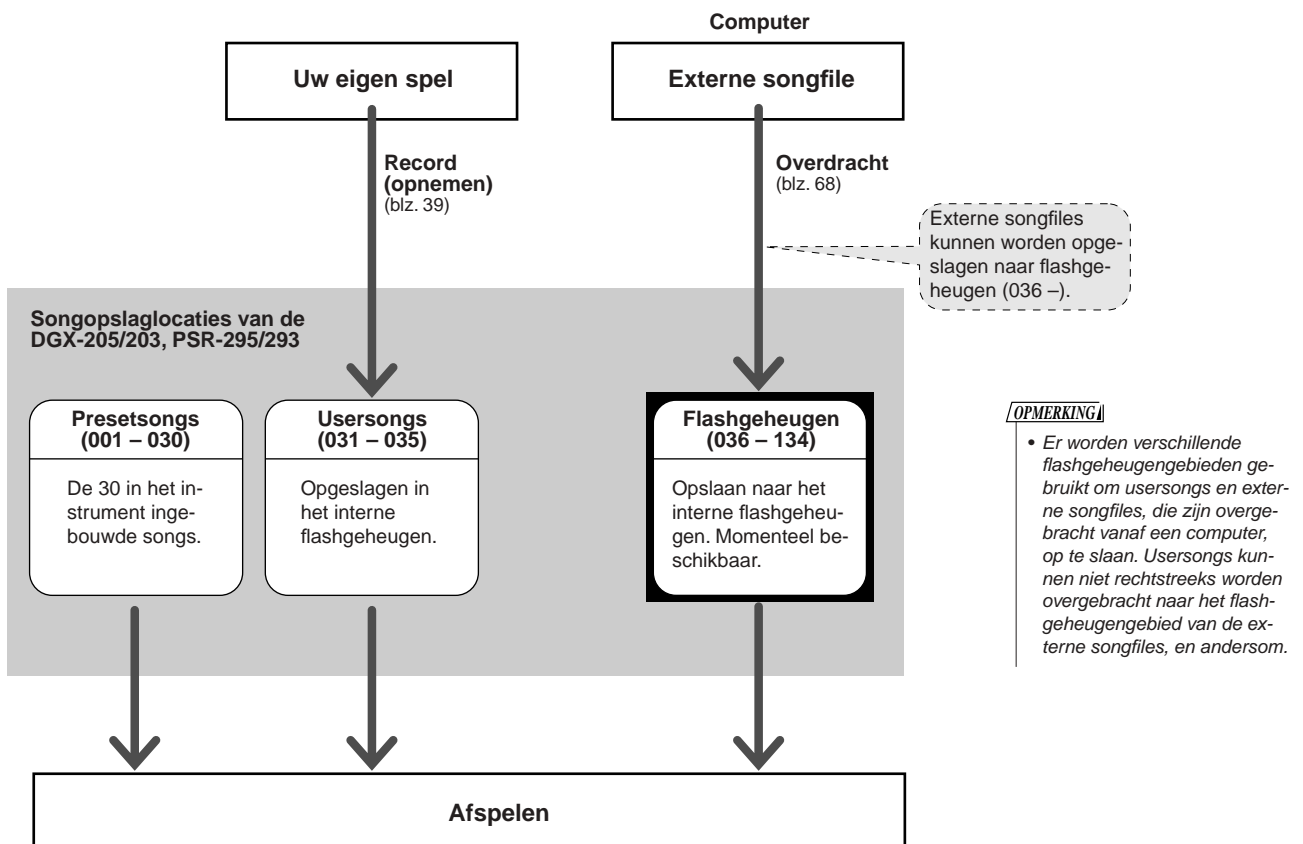 Computer
Uw eigen spel
Externe songfile
Record
(opnemen)
(blz. 39)
Overdracht
(blz. 68)
Externe songfiles
kunnen worden opge-
slagen naar flashge-
heugen (036 –).
Songopslaglocaties van de
DGX-205/203, PSR-295/293
Presetsongs
(001 – 030)
De 30 in het in-
strument inge-
bouwde songs.
Usersongs
(031 – 035)
Opgeslagen in
het interne
flashgeheugen.
Flashgeheugen
(036 – 134)
Opslaan naar het
interne flashgeheu-
gen. Momenteel be-
schikbaar.
OPMERKING
• Er worden verschillende
flashgeheugengebieden ge-
bruikt om usersongs en exter-
ne songfiles, die zijn overge-
bracht vanaf een computer,
op te slaan. Usersongs kun-
nen niet rechtstreeks worden
overgebracht naar het flash-
geheugengebied van de ex-
terne songfiles, en andersom.
Afspelen